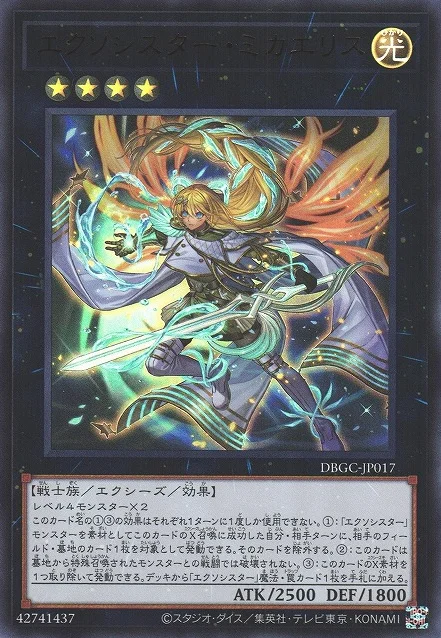 エクソシスター・ミカエリス
光
DBGC-JP017
[戦士族/エクシーズ/効果]
レベル4モンスター×2
このカード名の①③の効果はそれぞれ1ターンに1度しか使用できない。①:「エクソシスター」
モンスターを素材としてこのカードのX召喚に成功した自分・相手ターンに、相手のフィ
ールド・墓地のカード1枚を対象として発動できる。そのカードを除外する。②:このカードは
墓地から特殊召喚されたモンスターとの戦闘では破壊されない。③:このカードのX素材を
1つ取り除いて発動できる。デッキから「エクソシスター」魔法・罠カード1枚を手札に加える。
ATK/2500 DEF/1800
42741437
©スタジオ・ダイス/集英社・テレビ東京・KONAMI